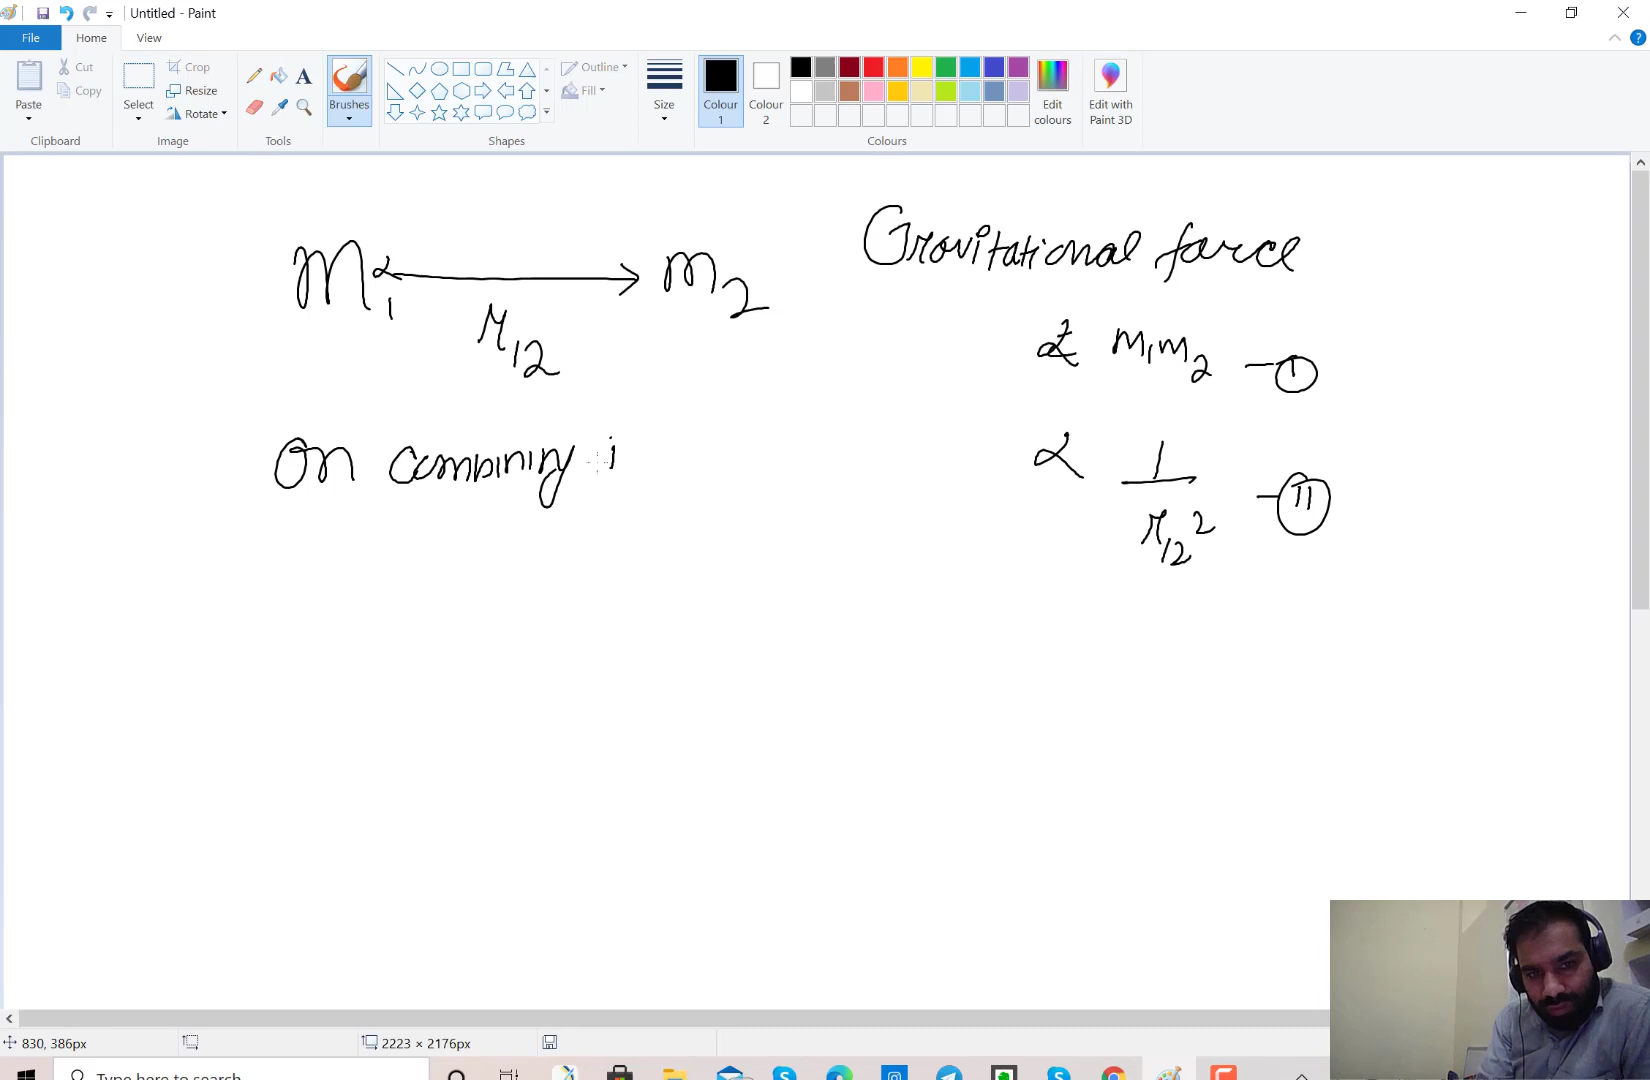 Untitled - Paint
File Home View
Paste
Cut
Copy
Clipboard
Select
Crop
Resize
Rotate
Image
Tools
Brushes
Shapes
Outline
Fill
Size
Colour 1
Colour 2
Edit colours
Edit with Paint 3D
Colours
m₁ m₂
r₁₂
Gravitational force
∝ m₁m₂ - I
∝ 1/r₁₂² - II
On combining i
830, 386px
2223 × 2176px
Type here to search